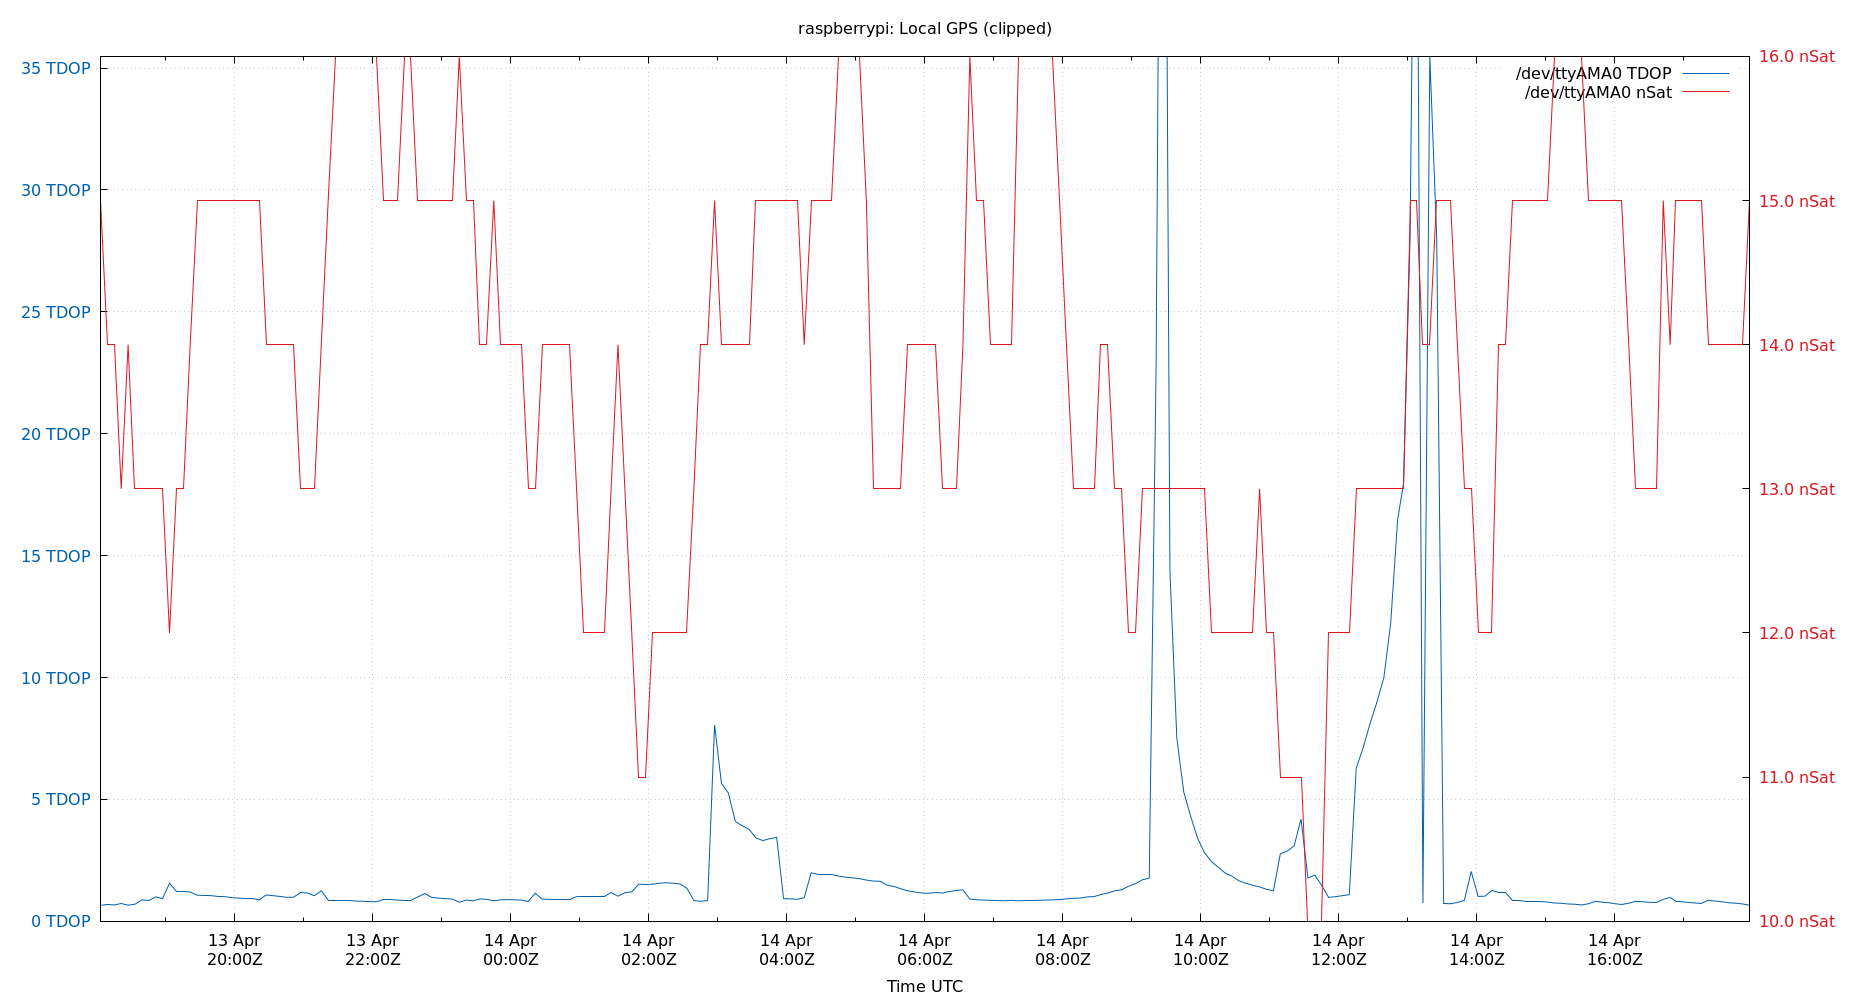 raspberrypi: Local GPS (clipped)
35 TDOP
30 TDOP
25 TDOP
20 TDOP
15 TDOP
10 TDOP
5 TDOP
0 TDOP
/dev/ttyAMA0 TDOP
/dev/ttyAMA0 nSat
16.0 nSat
15.0 nSat
14.0 nSat
13.0 nSat
12.0 nSat
11.0 nSat
10.0 nSat
13 Apr
20:00Z
13 Apr
22:00Z
14 Apr
00:00Z
14 Apr
02:00Z
14 Apr
04:00Z
14 Apr
06:00Z
14 Apr
08:00Z
14 Apr
10:00Z
14 Apr
12:00Z
14 Apr
14:00Z
14 Apr
16:00Z
Time UTC